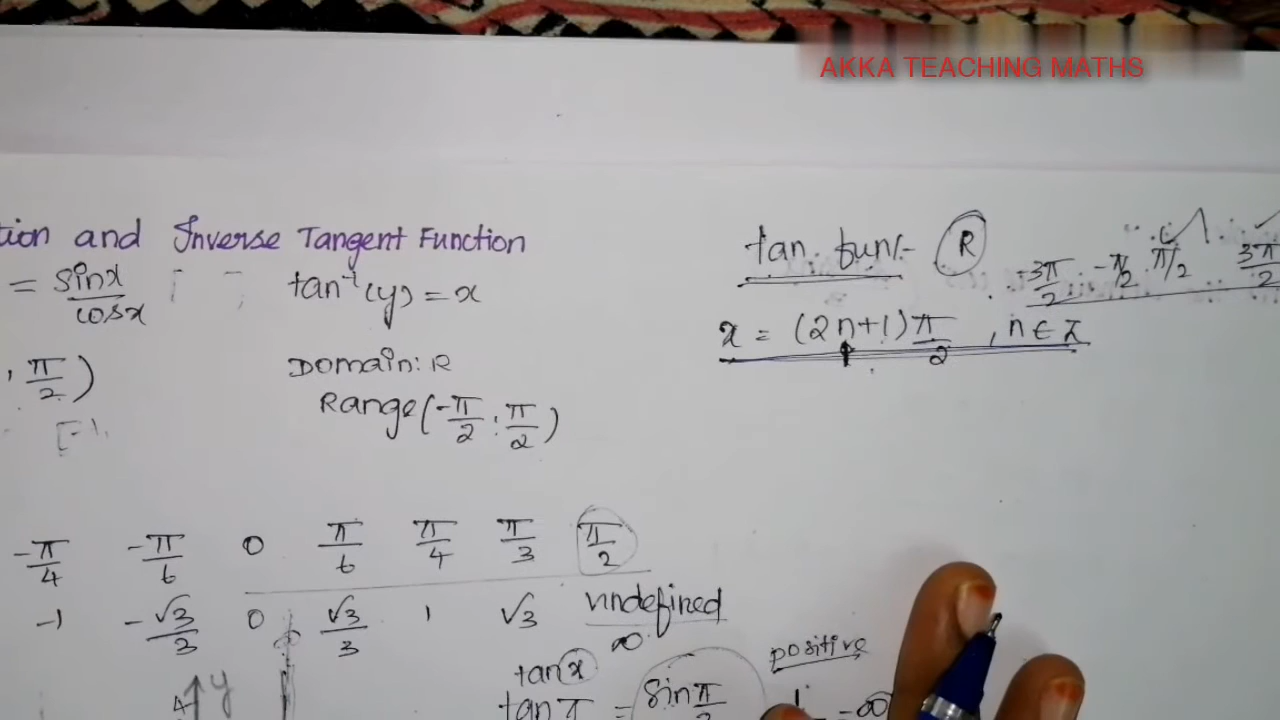 AKKA TEACHING MATHS
tion and Inverse Tangent Function
= sinx/cosx
tan⁻¹(y) = x
, π/2)
Domain: R
Range(-π/2 : π/2)
tan. fun.- R
-3π/2 -π/2 π/2 3π/2
x = (2n+1)π/2 , n ∈ Z
-π/4 -π/6 0 π/6 π/4 π/3 π/2
-1 -√3/3 0 √3/3 1 √3 undefined
∞
positive
tan x
tan π = sin π/2
y